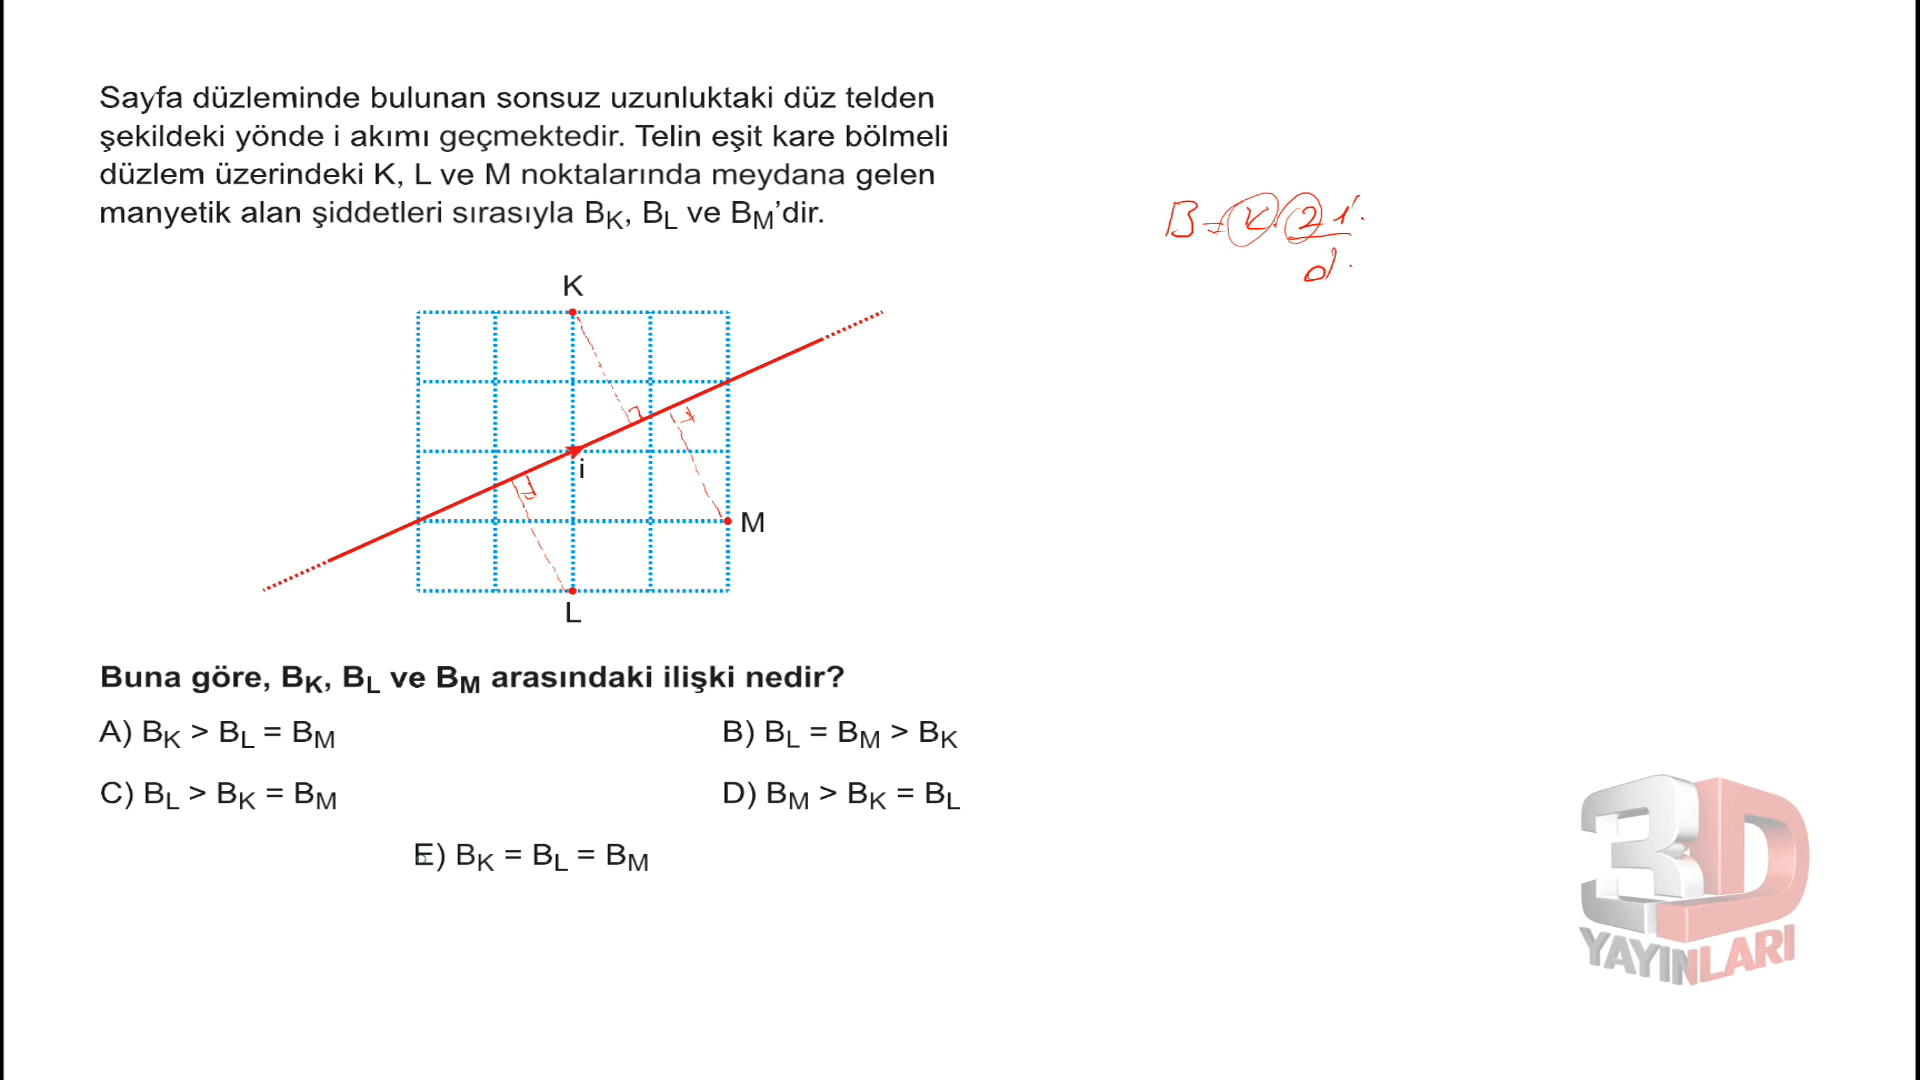 Sayfa düzleminde bulunan sonsuz uzunluktaki düz telden
şekildeki yönde i akımı geçmektedir. Telin eşit kare bölmeli
düzlem üzerindeki K, L ve M noktalarında meydana gelen
manyetik alan şiddetleri sırasıyla BK, BL ve BM’dir.
B = K 2i
d
K
i
M
L
Buna göre, BK, BL ve BM arasındaki ilişki nedir?
A) BK > BL = BM
B) BL = BM > BK
C) BL > BK = BM
D) BM > BK = BL
E) BK = BL = BM
3D
YAYINLARI